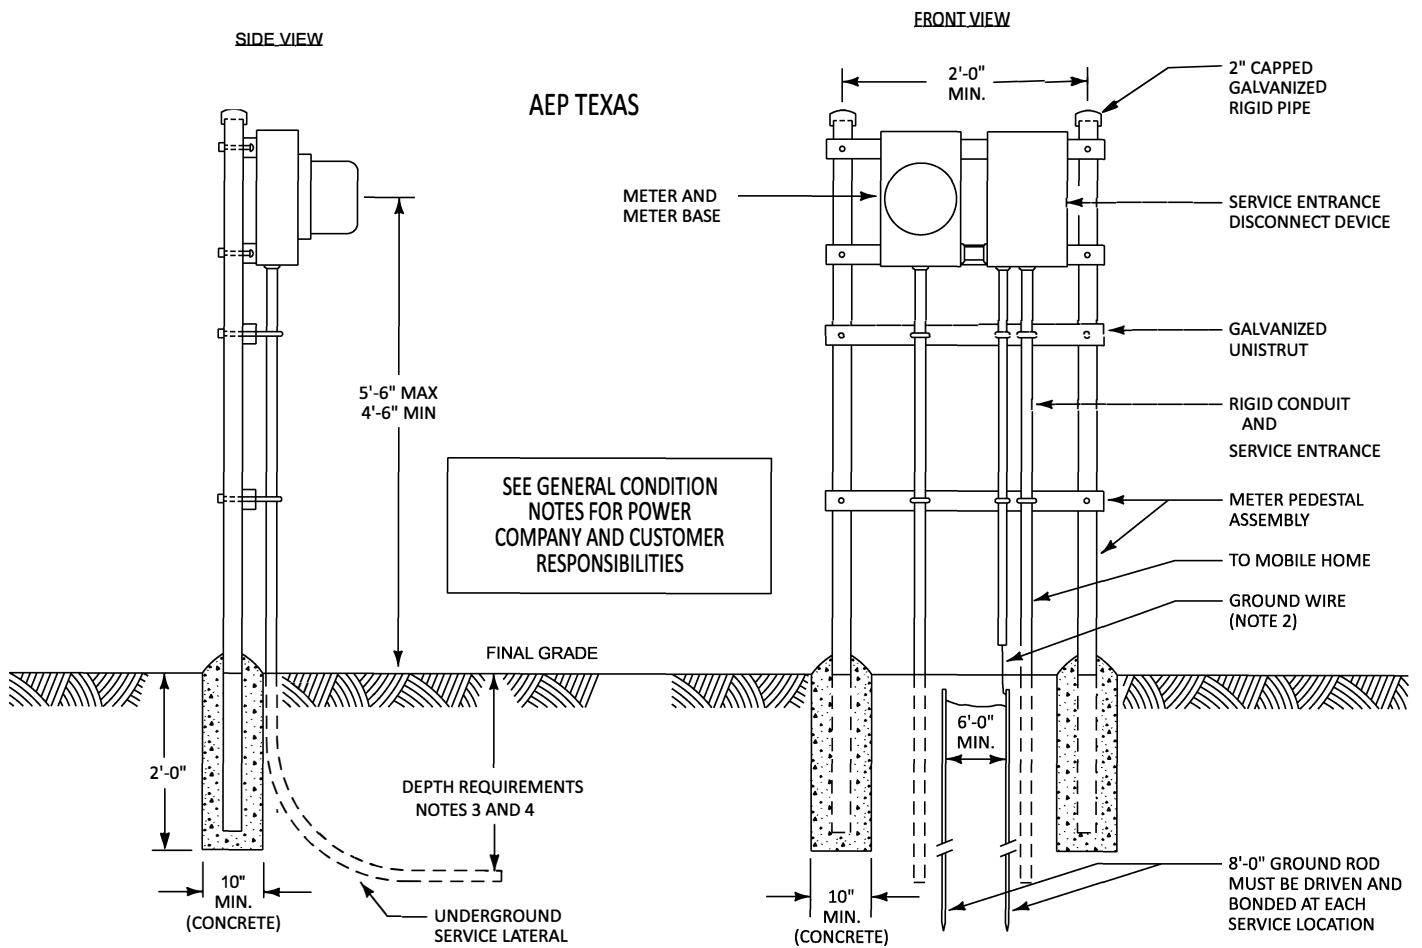 SIDE VIEW
FRONT VIEW
AEP TEXAS
2'-0"
MIN.
2" CAPPED
GALVANIZED
RIGID PIPE
METER AND
METER BASE
SERVICE ENTRANCE
DISCONNECT DEVICE
GALVANIZED
UNISTRUT
5'-6" MAX
4'-6" MIN
RIGID CONDUIT
AND
SERVICE ENTRANCE
SEE GENERAL CONDITION
NOTES FOR POWER
COMPANY AND CUSTOMER
RESPONSIBILITIES
METER PEDESTAL
ASSEMBLY
TO MOBILE HOME
GROUND WIRE
(NOTE 2)
FINAL GRADE
2'-0"
DEPTH REQUIREMENTS
NOTES 3 AND 4
6'-0"
MIN.
10"
MIN.
(CONCRETE)
UNDERGROUND
SERVICE LATERAL
10"
MIN.
(CONCRETE)
8'-0" GROUND ROD
MUST BE DRIVEN AND
BONDED AT EACH
SERVICE LOCATION